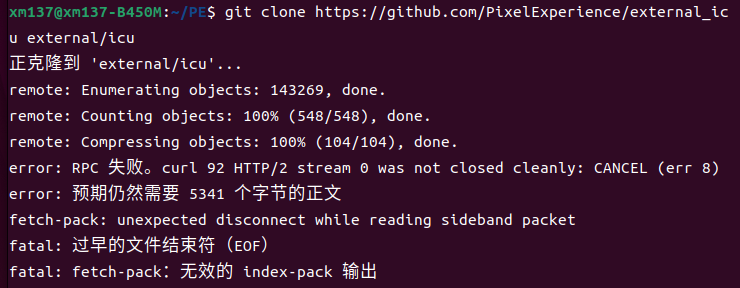 xm137@xm137-B450M:~/PE$ git clone https://github.com/PixelExperience/external_ic
u external/icu
正克隆到 'external/icu'...
remote: Enumerating objects: 143269, done.
remote: Counting objects: 100% (548/548), done.
remote: Compressing objects: 100% (104/104), done.
error: RPC 失败。curl 92 HTTP/2 stream 0 was not closed cleanly: CANCEL (err 8)
error: 预期仍然需要 5341 个字节的正文
fetch-pack: unexpected disconnect while reading sideband packet
fatal: 过早的文件结束符（EOF）
fatal: fetch-pack：无效的 index-pack 输出